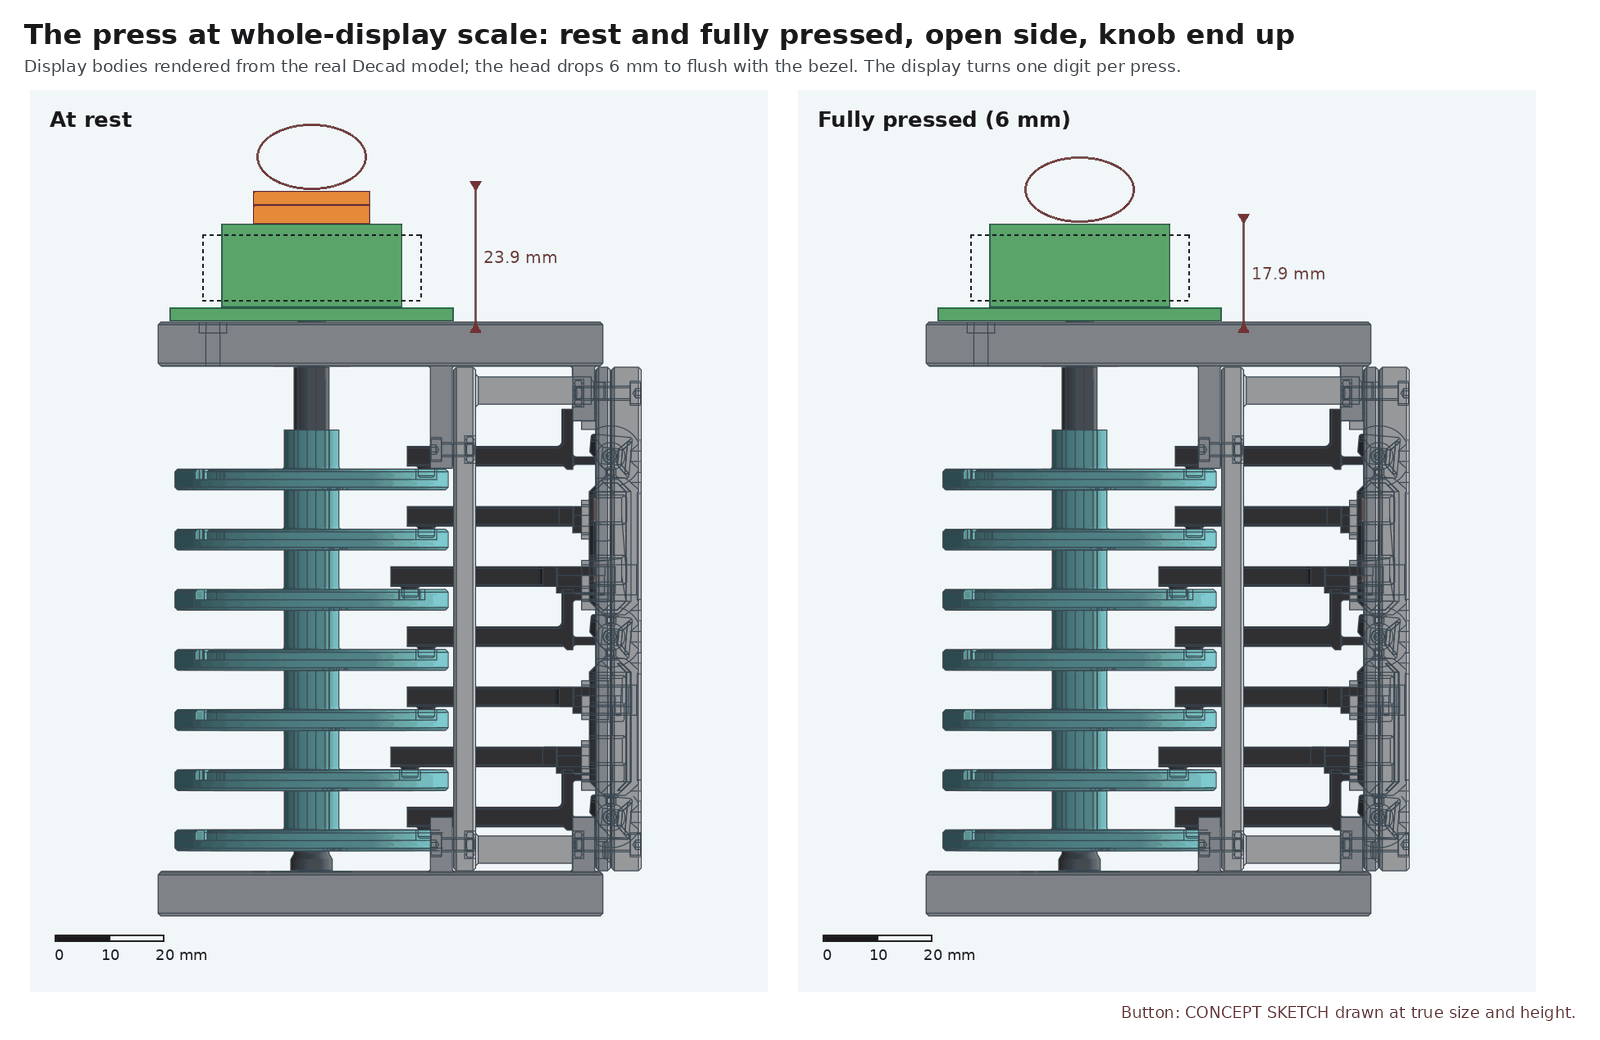 The press at whole-display scale: rest and fully pressed, open side, knob end up
Display bodies rendered from the real Decad model; the head drops 6 mm to flush with the bezel. The display turns one digit per press.
At rest
23.9 mm
0 10 20 mm
Fully pressed (6 mm)
17.9 mm
0 10 20 mm
Button: CONCEPT SKETCH drawn at true size and height.